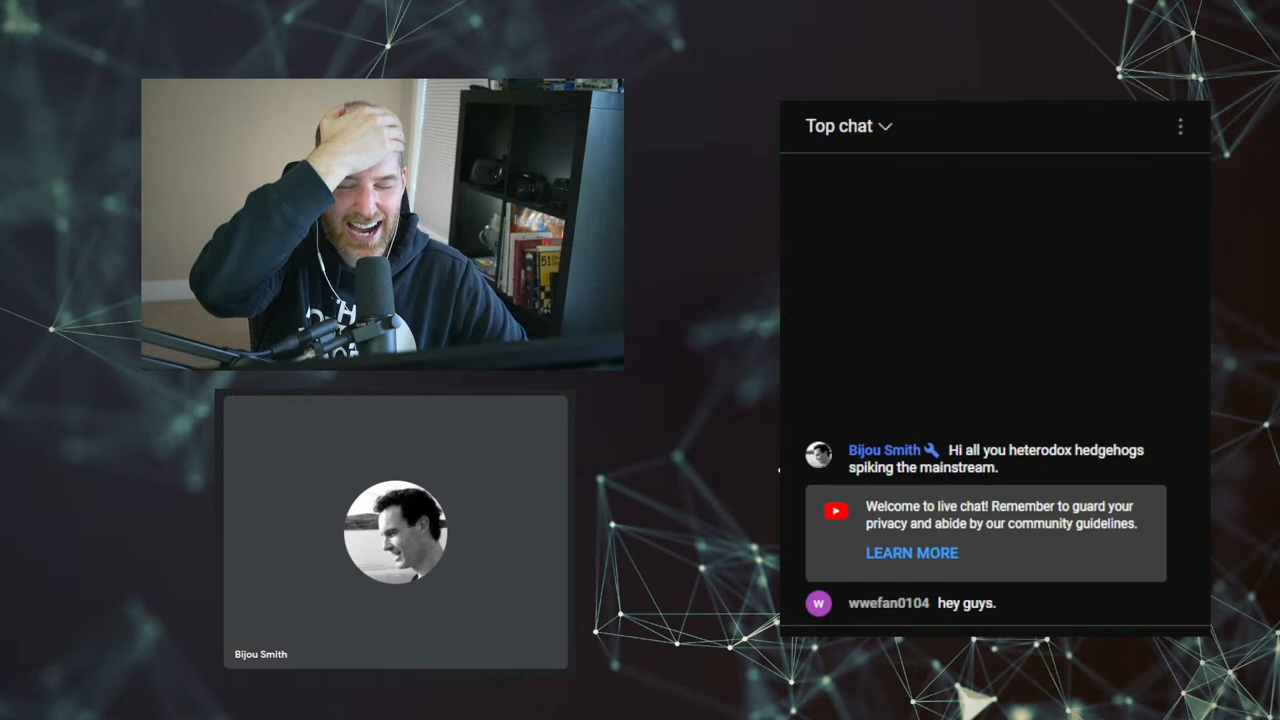 Top chat
Bijou Smith Hi all you heterodox hedgehogs
spiking the mainstream.
Welcome to live chat! Remember to guard your
privacy and abide by our community guidelines.
LEARN MORE
W
wwefan0104 hey guys.
51
Bijou Smith